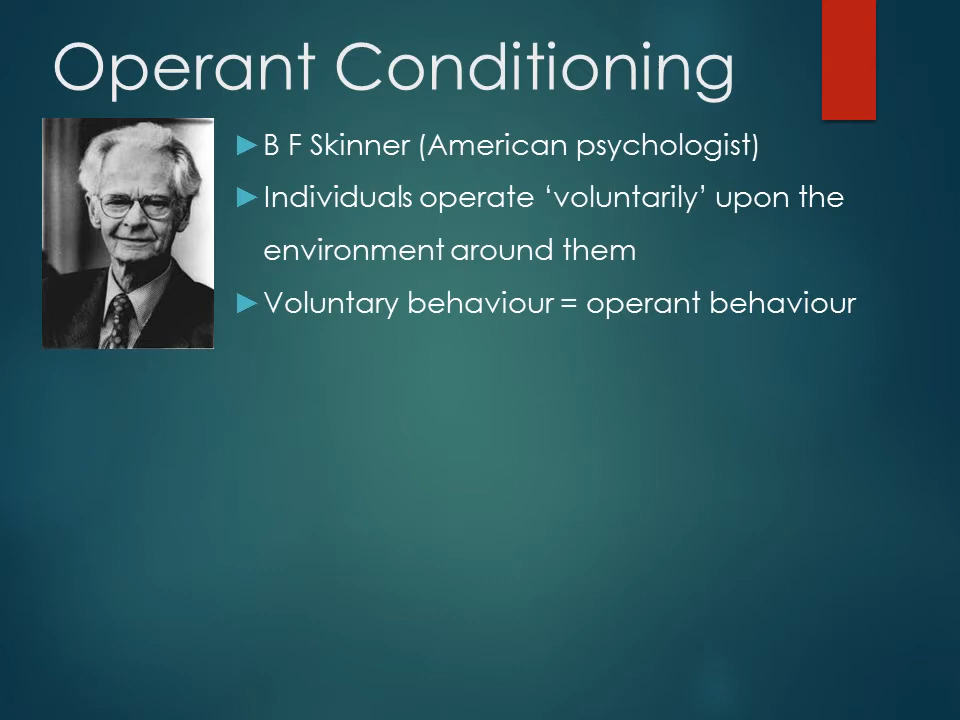 Operant Conditioning
►B F Skinner (American psychologist)
►Individuals operate ‘voluntarily’ upon the
environment around them
►Voluntary behaviour = operant behaviour